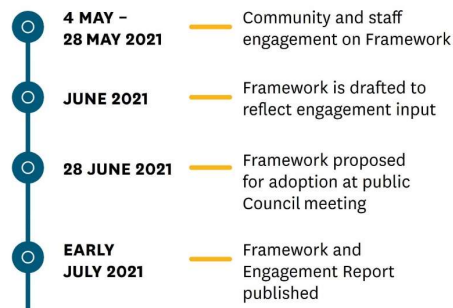 4 MAY –
28 MAY 2021
Community and staff
engagement on Framework
JUNE 2021
Framework is drafted to
reflect engagement input
28 JUNE 2021
Framework proposed
for adoption at public
Council meeting
EARLY
JULY 2021
Framework and
Engagement Report
published